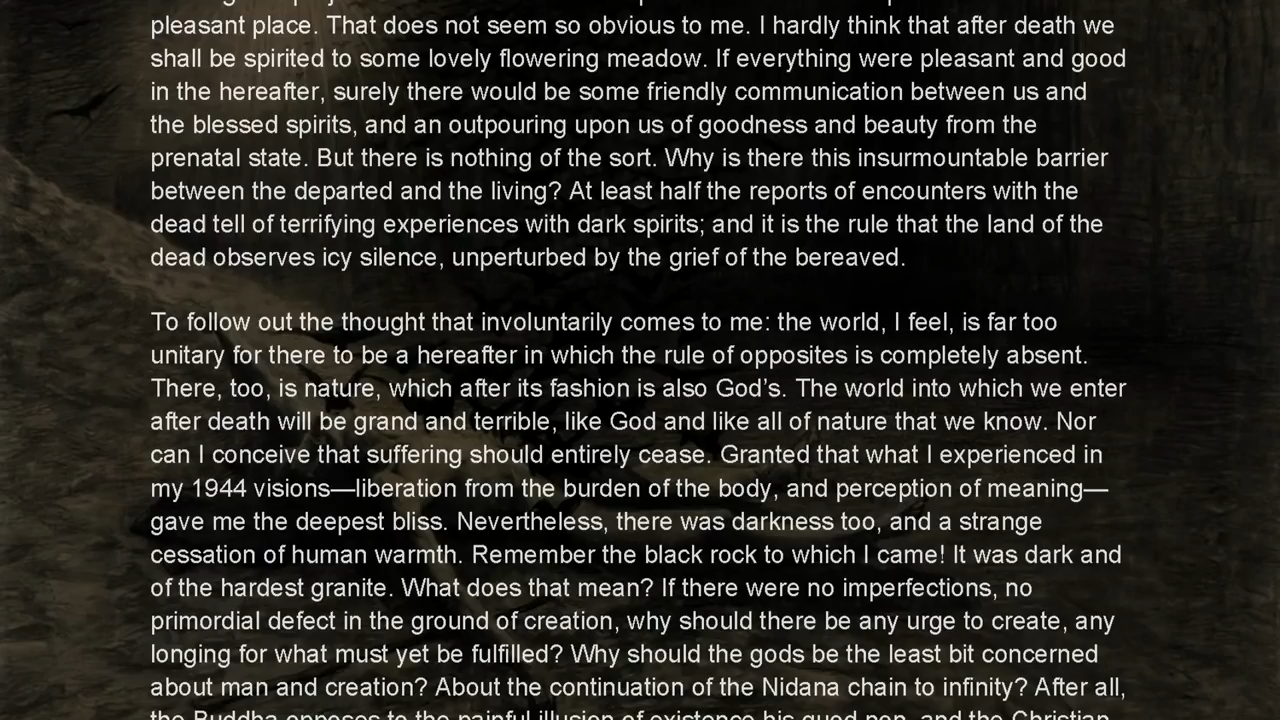 pleasant place. That does not seem so obvious to me. I hardly think that after death we
shall be spirited to some lovely flowering meadow. If everything were pleasant and good
in the hereafter, surely there would be some friendly communication between us and
the blessed spirits, and an outpouring upon us of goodness and beauty from the
prenatal state. But there is nothing of the sort. Why is there this insurmountable barrier
between the departed and the living? At least half the reports of encounters with the
dead tell of terrifying experiences with dark spirits; and it is the rule that the land of the
dead observes icy silence, unperturbed by the grief of the bereaved.
To follow out the thought that involuntarily comes to me: the world, I feel, is far too
unitary for there to be a hereafter in which the rule of opposites is completely absent.
There, too, is nature, which after its fashion is also God’s. The world into which we enter
after death will be grand and terrible, like God and like all of nature that we know. Nor
can I conceive that suffering should entirely cease. Granted that what I experienced in
my 1944 visions—liberation from the burden of the body, and perception of meaning—
gave me the deepest bliss. Nevertheless, there was darkness too, and a strange
cessation of human warmth. Remember the black rock to which I came! It was dark and
of the hardest granite. What does that mean? If there were no imperfections, no
primordial defect in the ground of creation, why should there be any urge to create, any
longing for what must yet be fulfilled? Why should the gods be the least bit concerned
about man and creation? About the continuation of the Nidana chain to infinity? After all,
the Buddha opposes to the painful illusion of existence his quod non, and the Christian